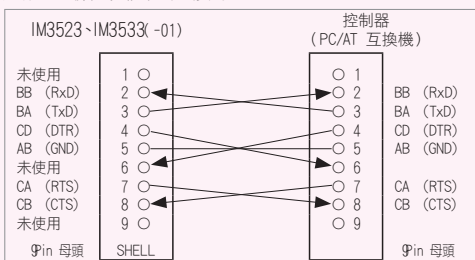 IM3523、IM3533(-01)
控制器
(PC/AT 互換機)
未使用 1 1
BB (RxD) 2 2 BB (RxD)
BA (TxD) 3 3 BA (TxD)
CD (DTR) 4 4 CD (DTR)
AB (GND) 5 5 AB (GND)
未使用 6 6
CA (RTS) 7 7 CA (RTS)
CB (CTS) 8 8 CB (CTS)
未使用 9 9
9Pin 母頭 SHELL 9Pin 母頭